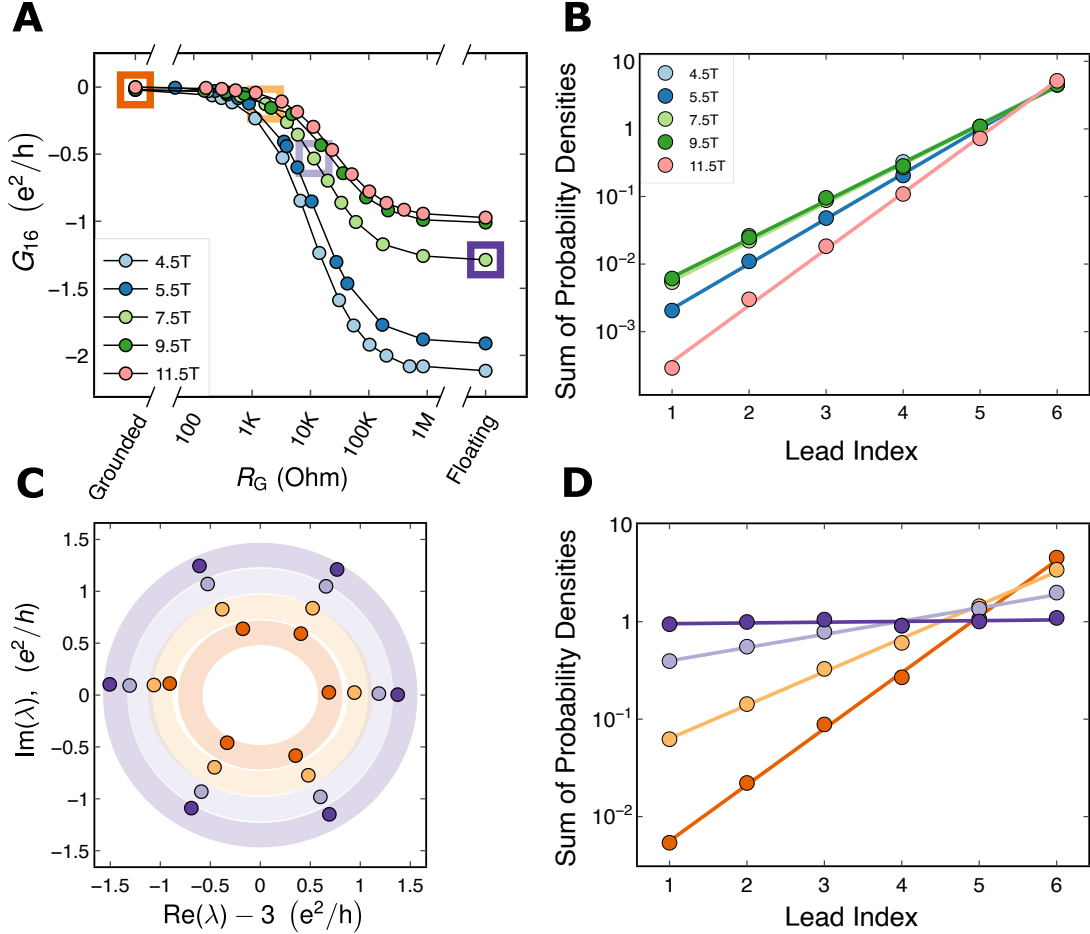 A
0
−0.5
−1
−1.5
−2
G16 (e²/h)
4.5T
5.5T
7.5T
9.5T
11.5T
Grounded
100
1K
10K
100K
1M
Floating
RG (Ohm)
B
10
1
10⁻¹
10⁻²
10⁻³
Sum of Probability Densities
4.5T
5.5T
7.5T
9.5T
11.5T
1 2 3 4 5 6
Lead Index
C
1.5
1
0.5
0
−0.5
−1
−1.5
Im(λ), (e²/h)
−1.5 −1 −0.5 0 0.5 1 1.5
Re(λ) − 3 (e²/h)
D
10
1
10⁻¹
10⁻²
Sum of Probability Densities
1 2 3 4 5 6
Lead Index